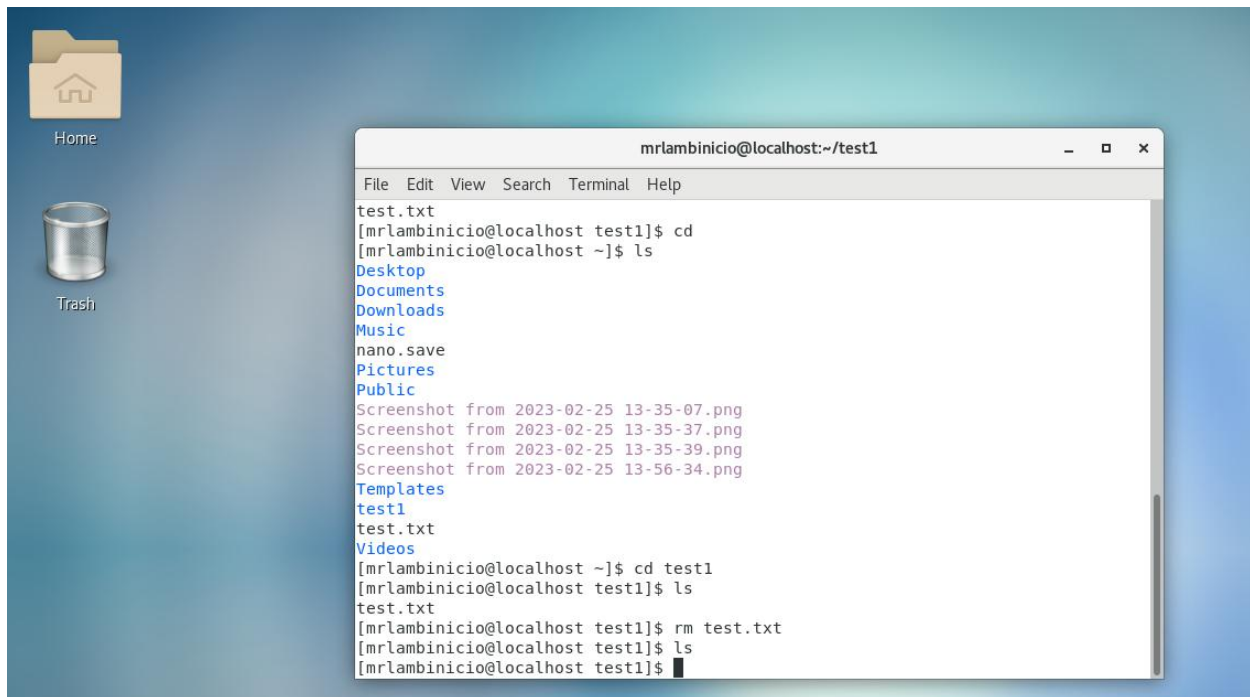 Home
Trash
mrlambinicio@localhost:~/test1
File Edit View Search Terminal Help
test.txt
[mrlambinicio@localhost test1]$ cd
[mrlambinicio@localhost ~]$ ls
Desktop
Documents
Downloads
Music
nano.save
Pictures
Public
Screenshot from 2023-02-25 13-35-07.png
Screenshot from 2023-02-25 13-35-37.png
Screenshot from 2023-02-25 13-35-39.png
Screenshot from 2023-02-25 13-56-34.png
Templates
test1
test.txt
Videos
[mrlambinicio@localhost ~]$ cd test1
[mrlambinicio@localhost test1]$ ls
test.txt
[mrlambinicio@localhost test1]$ rm test.txt
[mrlambinicio@localhost test1]$ ls
[mrlambinicio@localhost test1]$